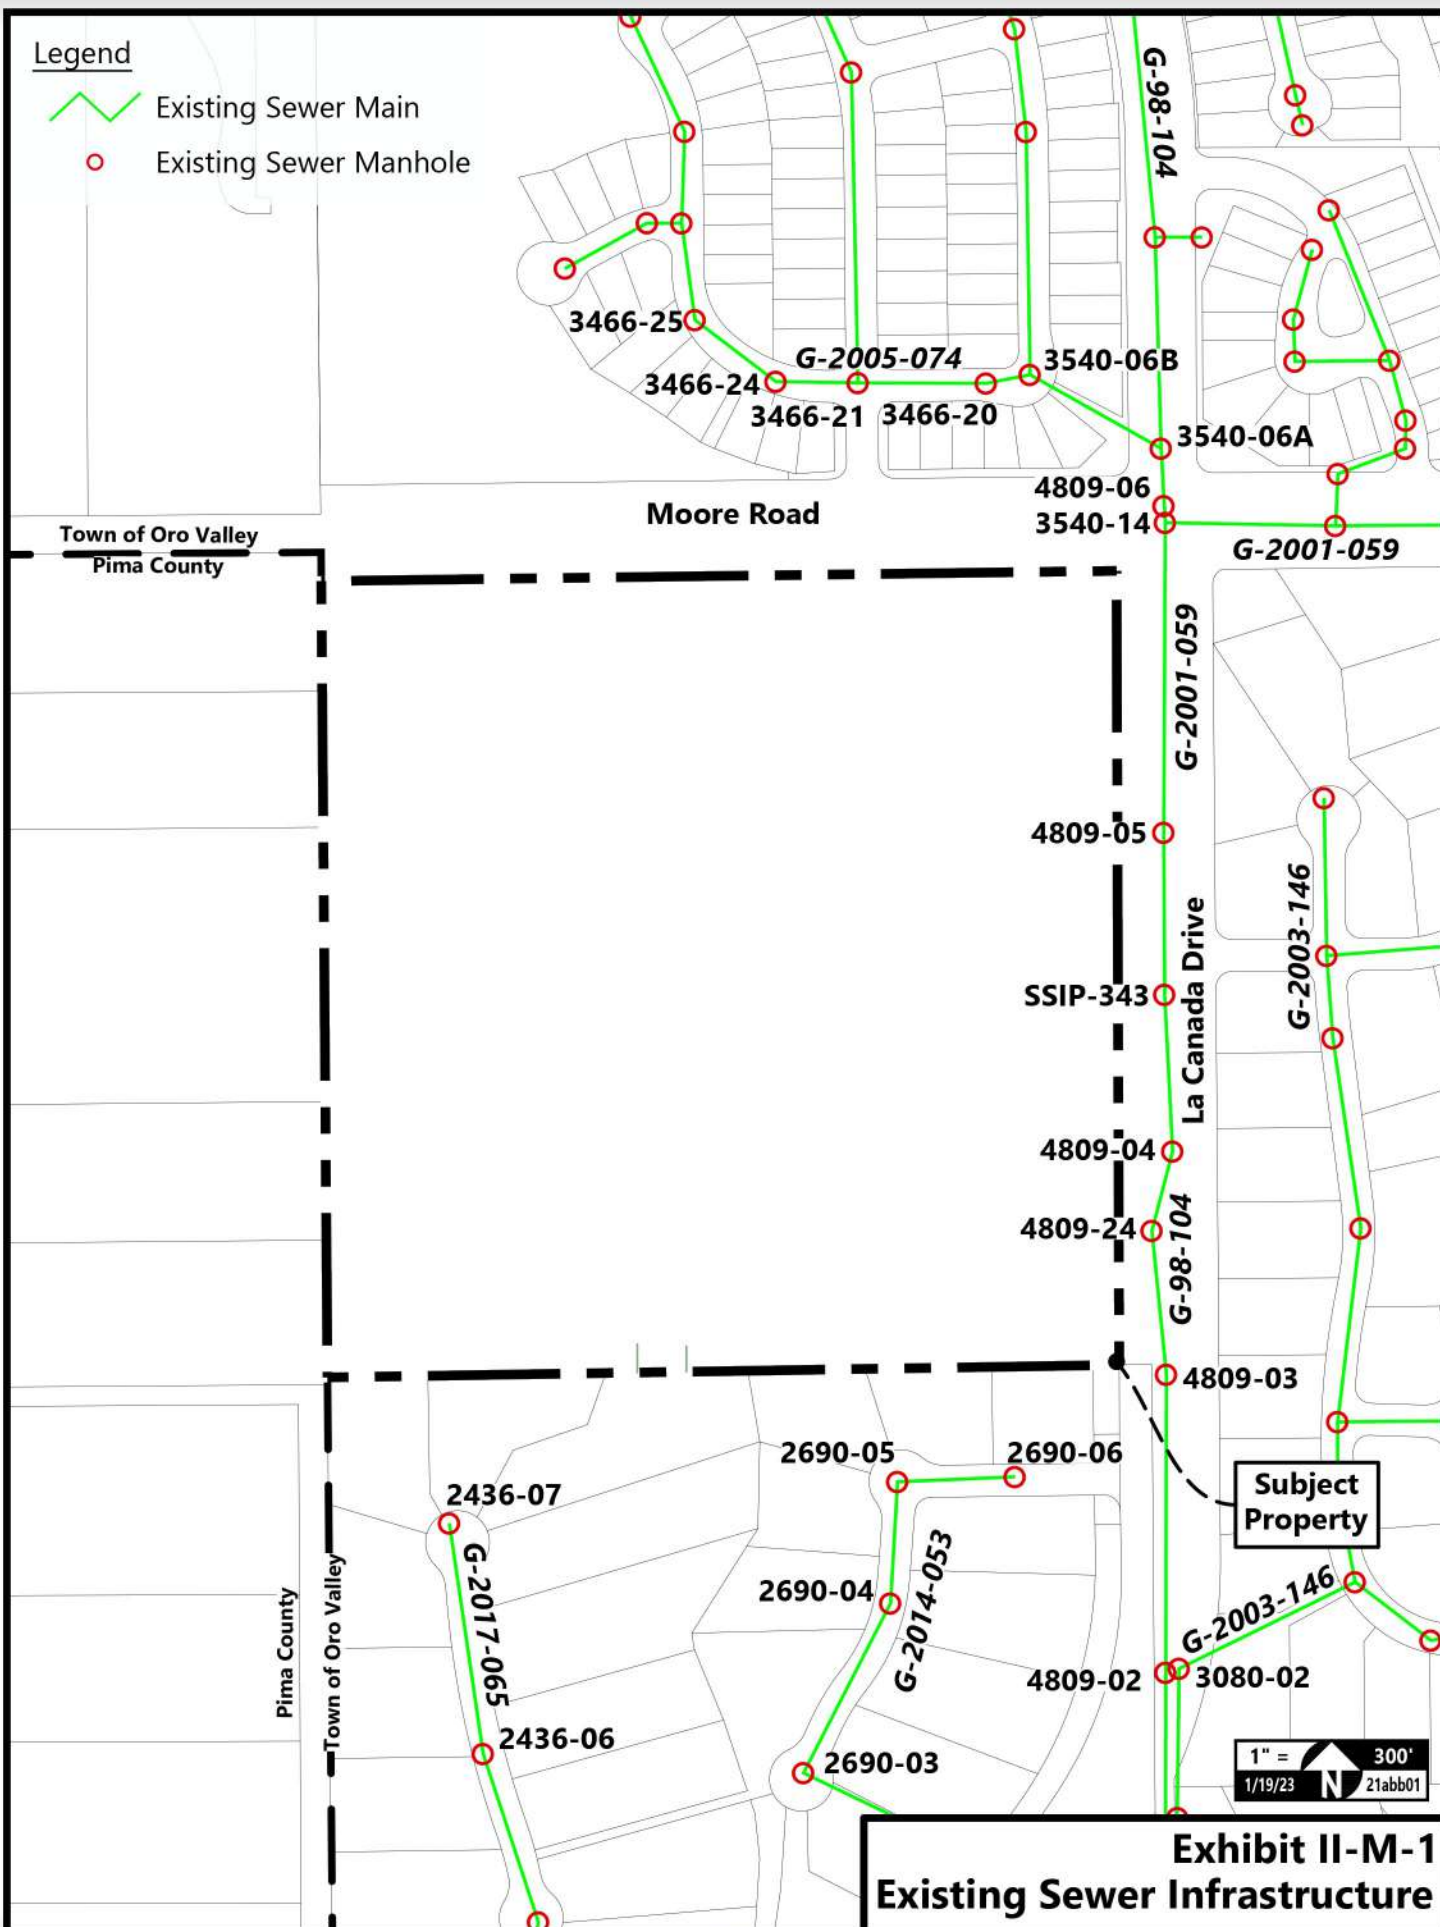 Legend
Existing Sewer Main
Existing Sewer Manhole
G-98-104
3466-25
G-2005-074
3540-06B
3466-24
3466-21
3466-20
3540-06A
4809-06
Moore Road
3540-14
Town of Oro Valley
Pima County
G-2001-059
G-2001-059
4809-05
G-2003-146
La Canada Drive
SSIP-343
4809-04
4809-24
G-98-104
4809-03
2690-05
2690-06
Subject
Property
2436-07
G-2017-065
2690-04
G-2014-053
Pima County
Town of Oro Valley
G-2003-146
4809-02
3080-02
2436-06
2690-03
1" =
300'
1/19/23
N
21abb01
Exhibit II-M-1
Existing Sewer Infrastructure